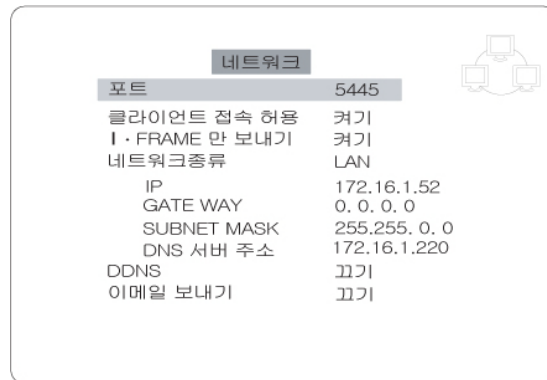 네트워크
포트 5445
클라이언트 접속 허용 켜기
I · FRAME 만 보내기 켜기
네트워크종류 LAN
IP 172.16.1.52
GATE WAY 0. 0. 0. 0
SUBNET MASK 255.255. 0. 0
DNS 서버 주소 172.16.1.220
DDNS 끄기
이메일 보내기 끄기